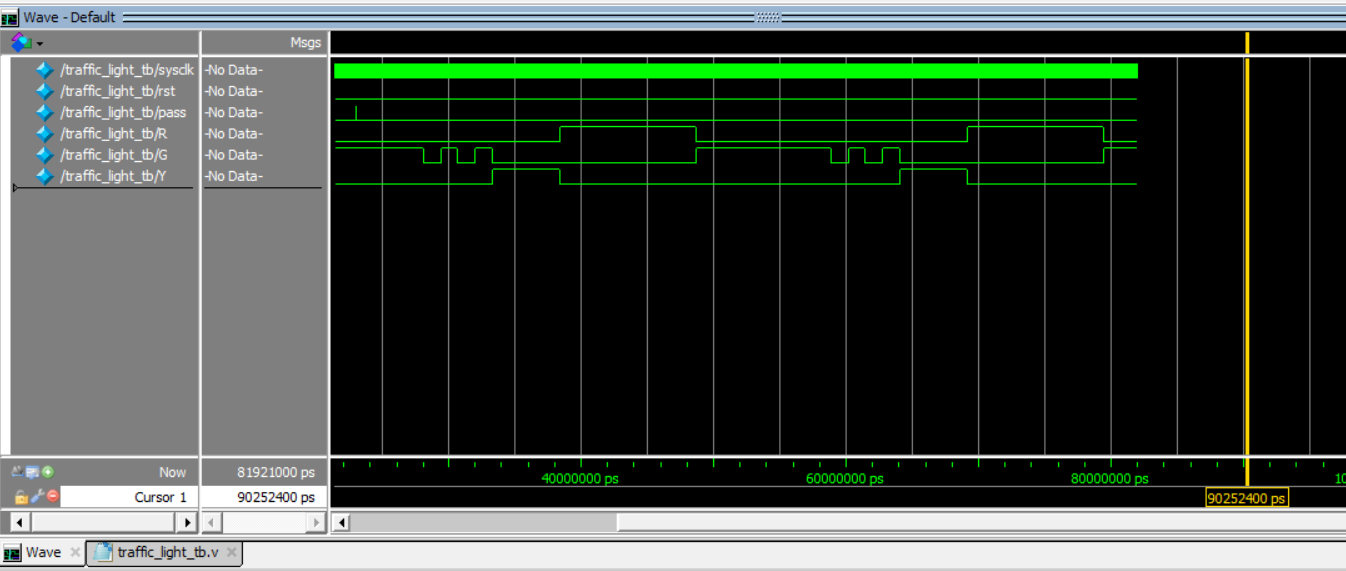 Wave - Default
Msgs
/traffic_light_tb/sysclk -No Data-
/traffic_light_tb/rst -No Data-
/traffic_light_tb/pass -No Data-
/traffic_light_tb/R -No Data-
/traffic_light_tb/G -No Data-
/traffic_light_tb/Y -No Data-
Now 81921000 ps 40000000 ps 60000000 ps 80000000 ps 10
Cursor 1 90252400 ps 90252400 ps
Wave traffic_light_tb.v